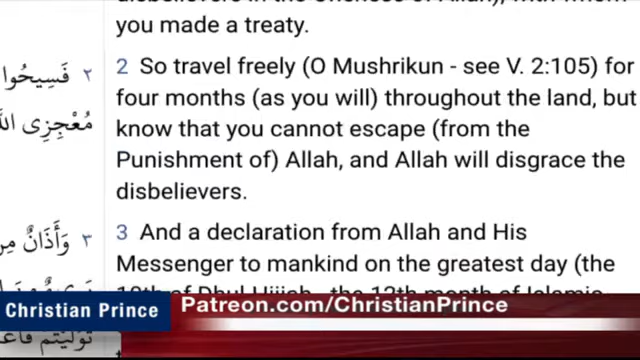 you made a treaty.
2 So travel freely (O Mushrikun - see V. 2:105) for
four months (as you will) throughout the land, but
know that you cannot escape (from the
Punishment of) Allah, and Allah will disgrace the
disbelievers.
3 And a declaration from Allah and His
Messenger to mankind on the greatest day (the
٢ فَسِيحُوا
مُعْجِزِى
٣ وَأَذَانٌ مِنَ
Christian Prince
Patreon.com/ChristianPrince